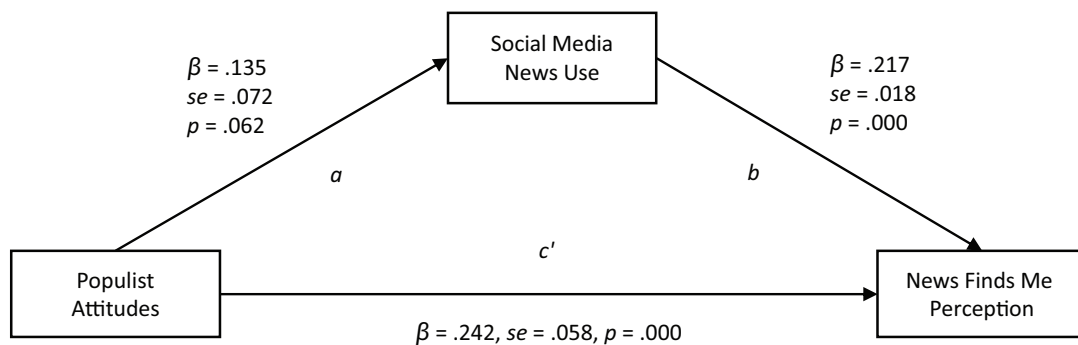 Social Media
News Use
β = .135
se = .072
p = .062
β = .217
se = .018
p = .000
a
b
c'
Populist
Attitudes
News Finds Me
Perception
β = .242, se = .058, p = .000